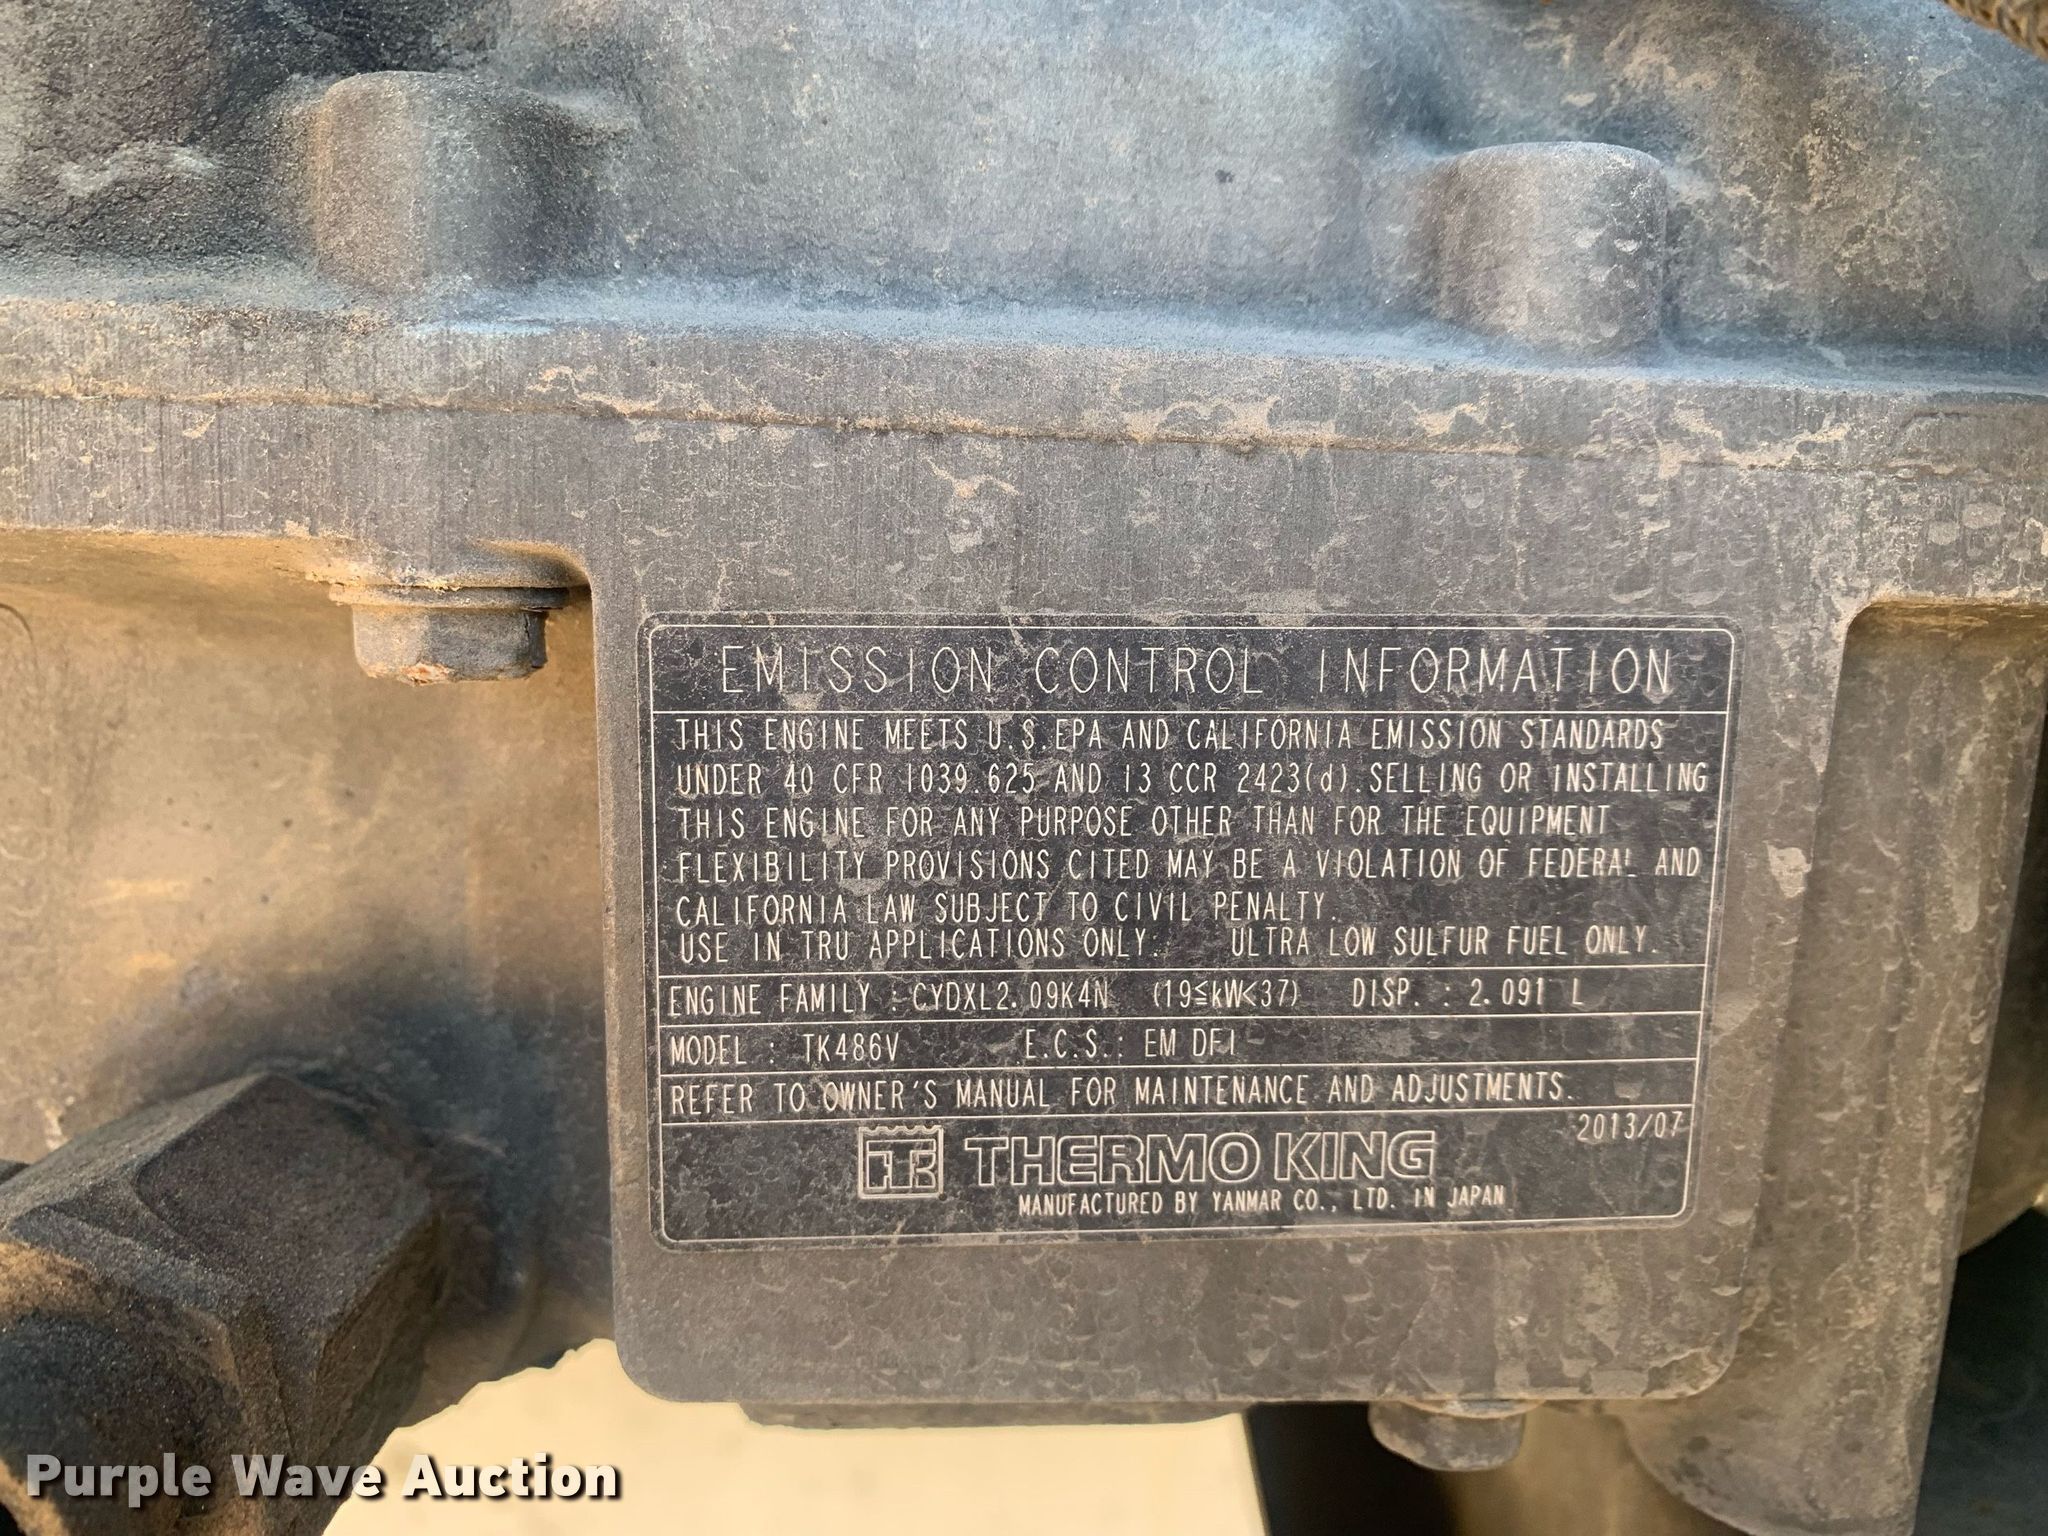 EMISSION CONTROL INFORMATION
THIS ENGINE MEETS U.S.EPA AND CALIFORNIA EMISSION STANDARDS
UNDER 40 CFR 1039.625 AND 13 CCR 2423(d). SELLING OR INSTALLING
THIS ENGINE FOR ANY PURPOSE OTHER THAN FOR THE EQUIPMENT
FLEXIBILITY PROVISIONS CITED MAY BE A VIOLATION OF FEDERAL AND
CALIFORNIA LAW SUBJECT TO CIVIL PENALTY.
USE IN TRU APPLICATIONS ONLY. ULTRA LOW SULFUR FUEL ONLY.
ENGINE FAMILY : CYDXL2.09K4N (19≦kW<37) DISP. : 2.091 L
MODEL : TK486V E.C.S. : EM DFI
REFER TO OWNER'S MANUAL FOR MAINTENANCE AND ADJUSTMENTS.
2013/07
TK THERMO KING
MANUFACTURED BY YANMAR CO., LTD. IN JAPAN
Purple Wave Auction